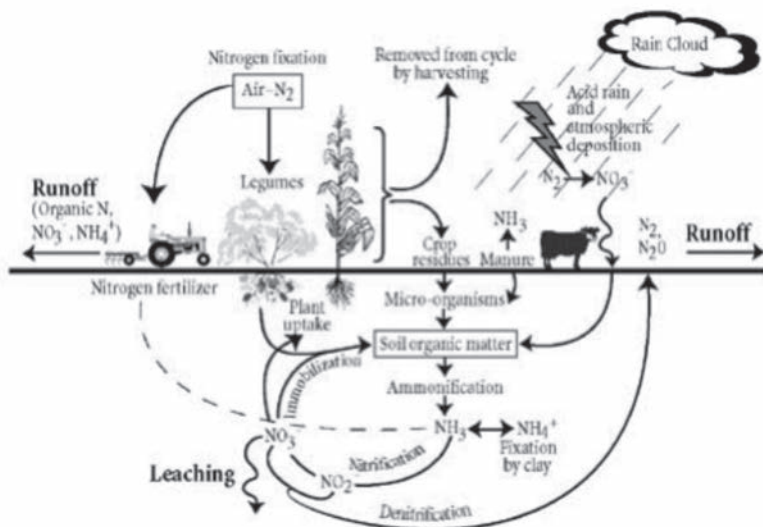 Nitrogen fixation
Air–N₂
Removed from cycle
by harvesting
Rain Cloud
Acid rain
and
atmospheric
deposition
N₂
NO₃⁻
Legumes
Runoff
(Organic N,
NO₃⁻, NH₄⁺)
NH₃
Crop
residues
Manure
N₂,
N₂O
Runoff
Nitrogen fertilizer
Plant
uptake
Micro-organisms
Soil organic matter
Immobilization
Ammonification
NO₃⁻
NH₃
NH₄⁺
Fixation
by clay
Leaching
NO₂⁻
Nitrification
Denitrification